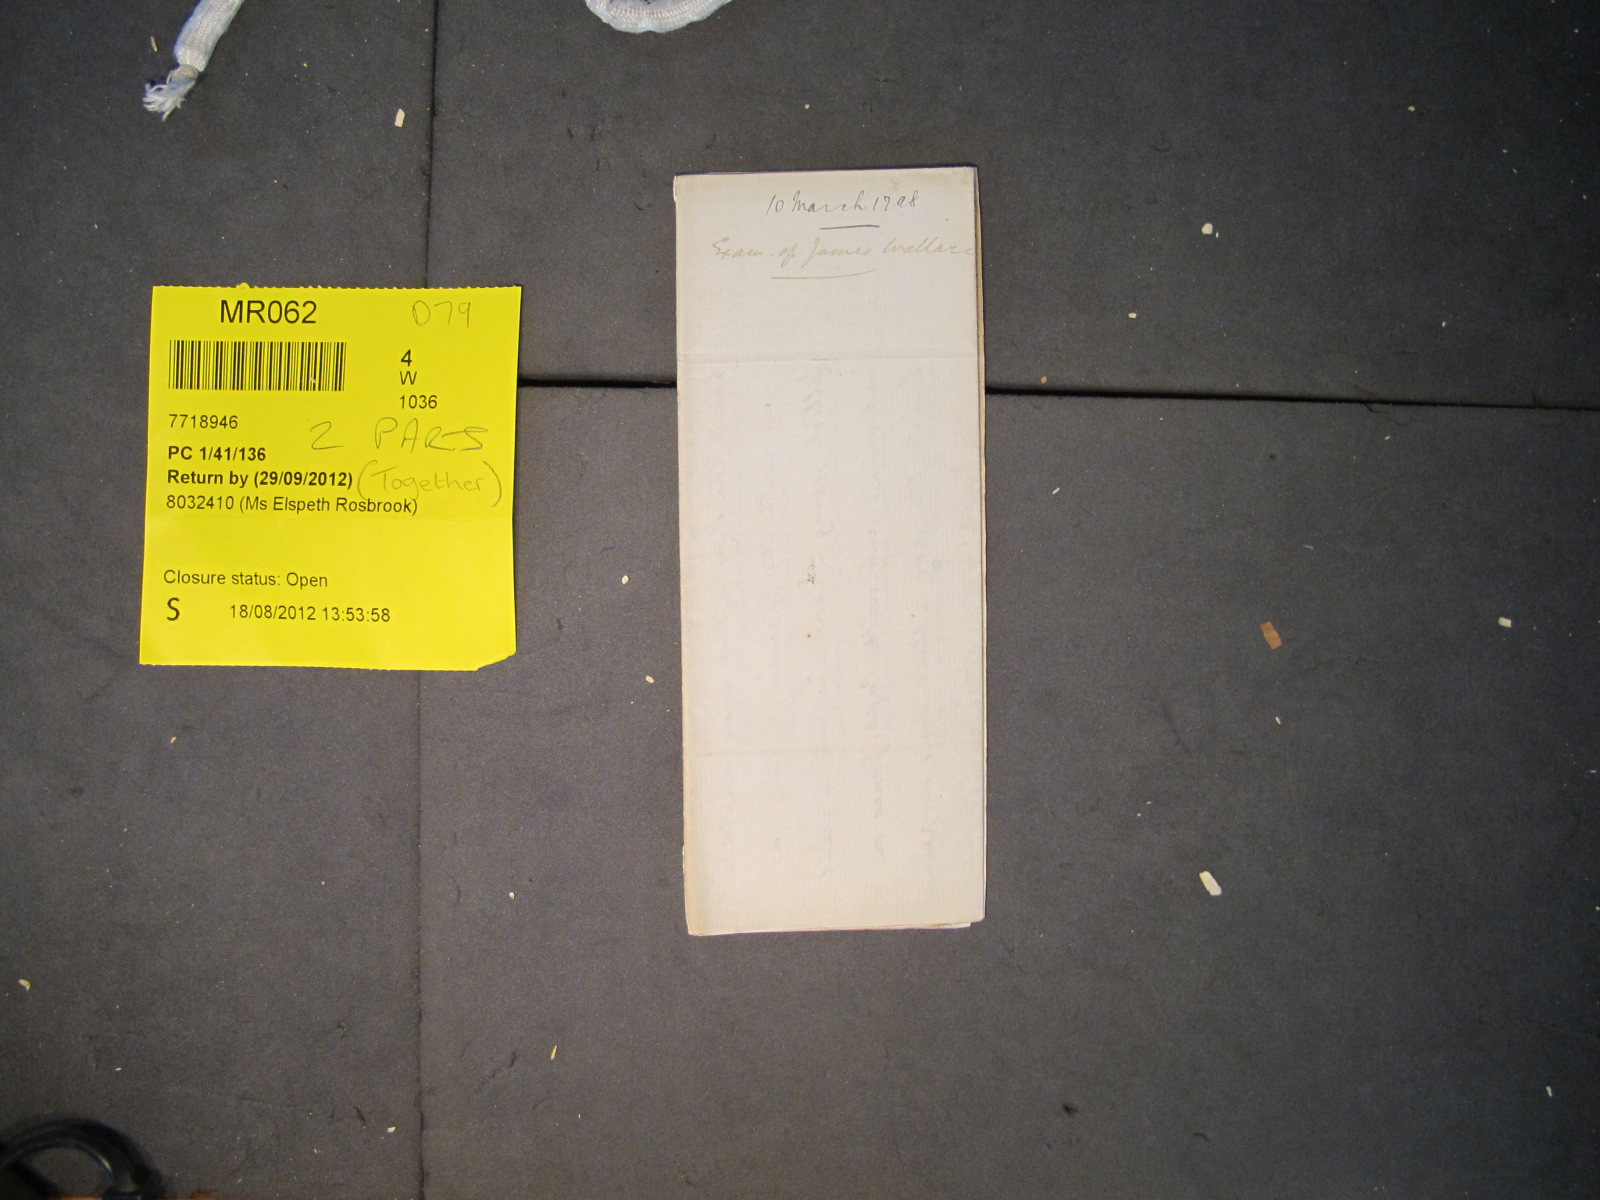 MR062
D79
4
W
1036
7718946
2 PARTS
PC 1/41/136
Return by (29/09/2012) (Together)
8032410 (Ms Elspeth Rosbrook)
Closure status: Open
S 18/08/2012 13:53:58
10 March 1798
Exam. of James Wallace